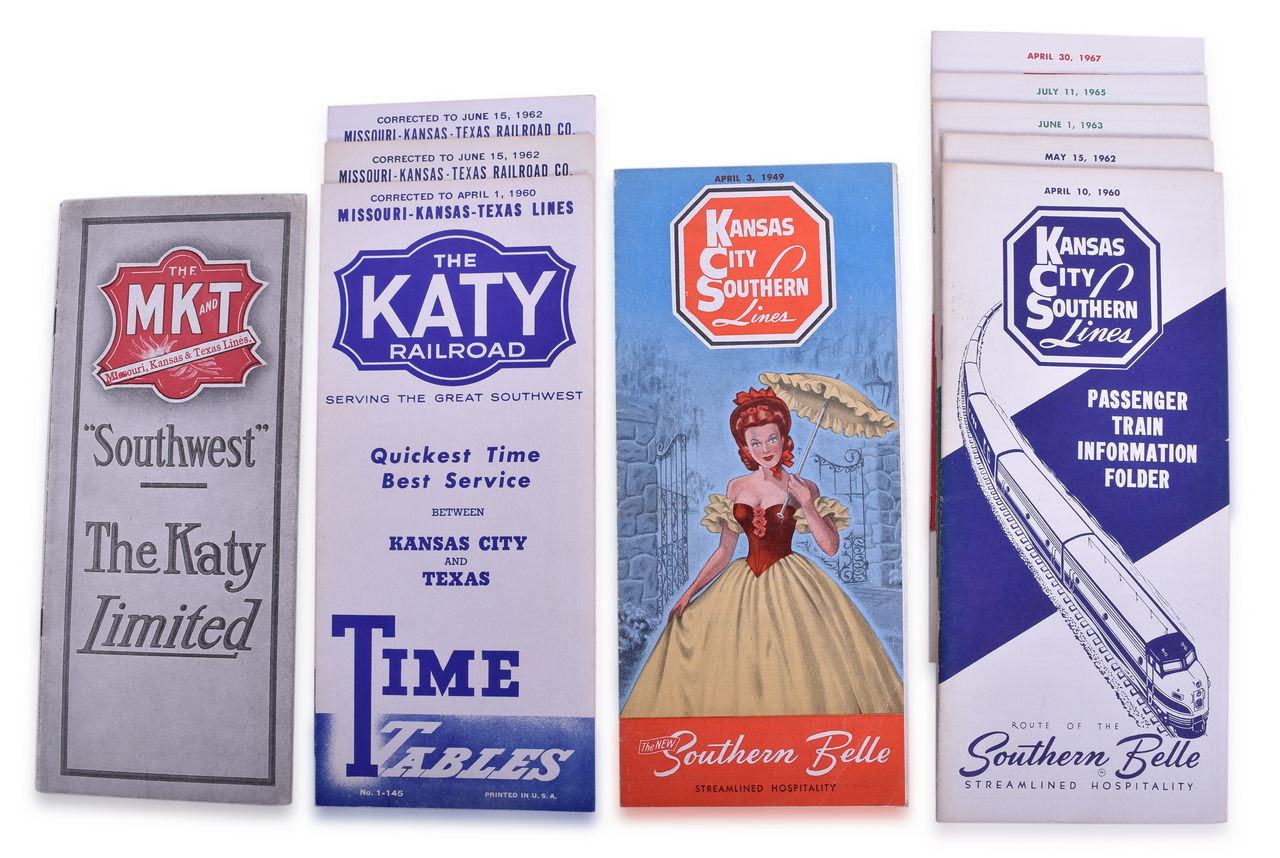 THE
MK AND T
Missouri, Kansas & Texas Lines.
"Southwest"
The Katy
Limited
CORRECTED TO JUNE 15, 1962
MISSOURI-KANSAS-TEXAS RAILROAD CO.
CORRECTED TO JUNE 15, 1962
MISSOURI-KANSAS-TEXAS RAILROAD CO.
CORRECTED TO APRIL 1, 1960
MISSOURI-KANSAS-TEXAS LINES
THE
KATY
RAILROAD
SERVING THE GREAT SOUTHWEST
Quickest Time
Best Service
BETWEEN
KANSAS CITY
AND
TEXAS
TIME
TABLES
No. 1-145
PRINTED IN U.S.A.
APRIL 3, 1949
KANSAS
CITY
SOUTHERN
Lines
The NEW Southern Belle
STREAMLINED HOSPITALITY
APRIL 30, 1967
JULY 11, 1965
JUNE 1, 1963
MAY 15, 1962
APRIL 10, 1960
KANSAS
CITY
SOUTHERN
Lines
PASSENGER
TRAIN
INFORMATION
FOLDER
ROUTE OF THE
Southern Belle
®
STREAMLINED HOSPITALITY